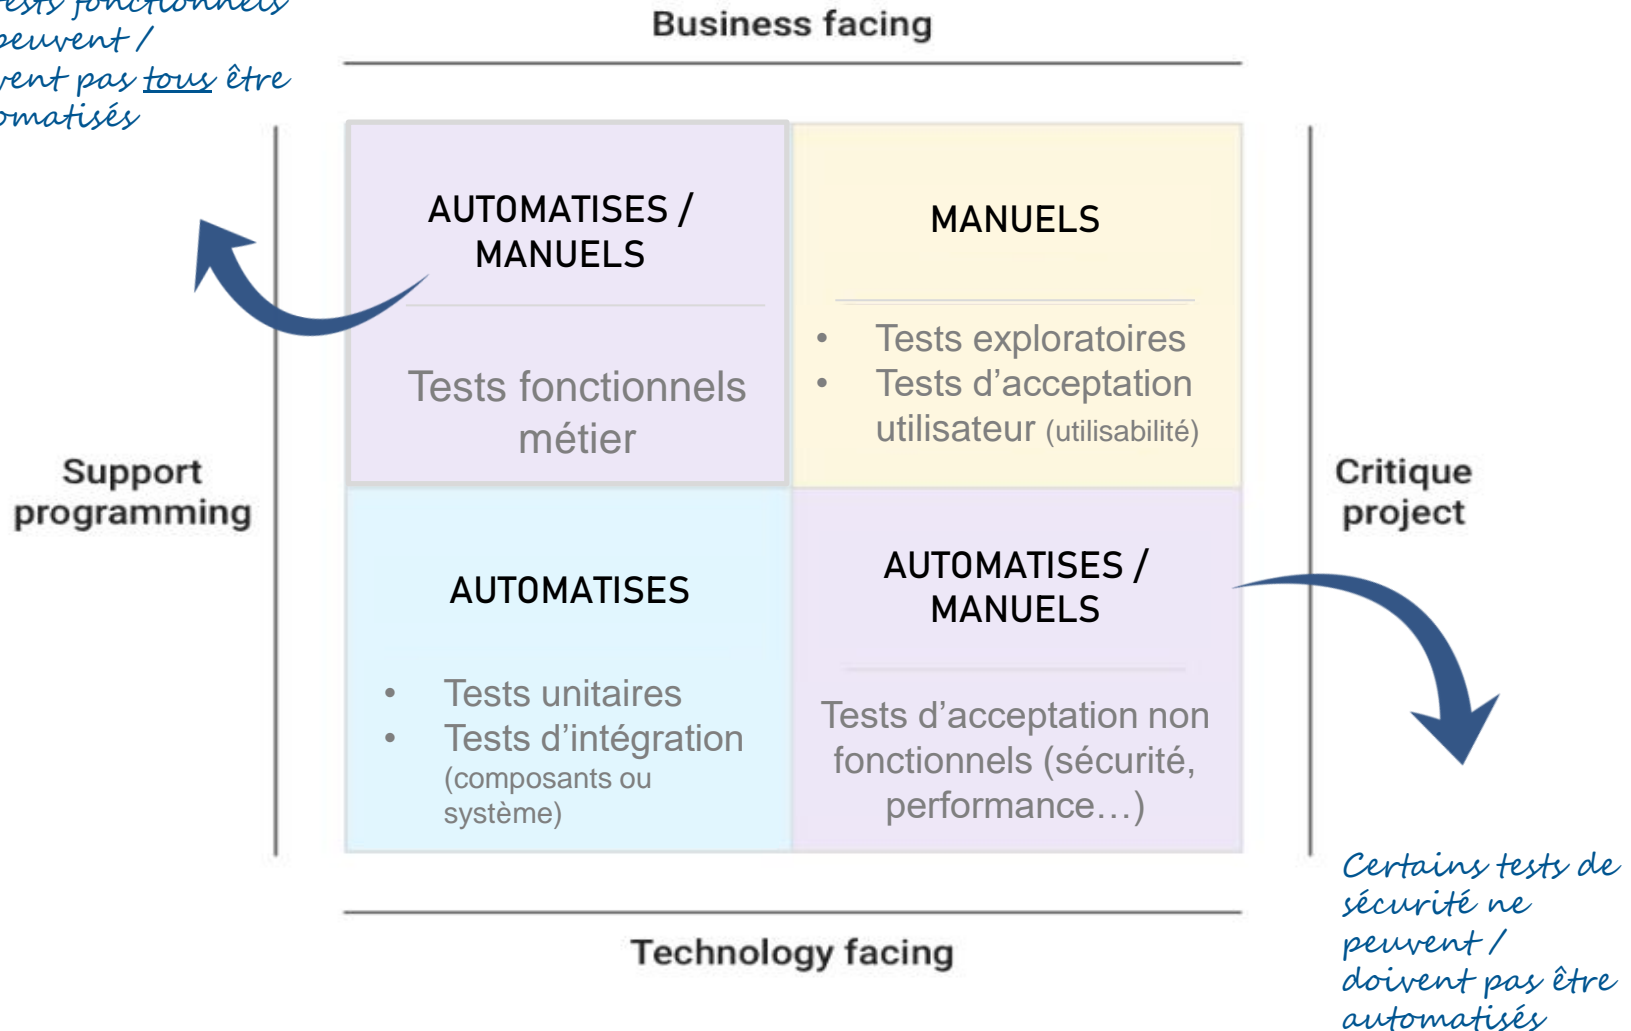 fonctionnels
peuvent /
pas tous être
Business facing
AUTOMATISES /
MANUELS
Tests fonctionnels
métier
MANUELS
• Tests exploratoires
• Tests d’acceptation
utilisateur (utilisabilité)
Support
programming
Critique
project
AUTOMATISES
• Tests unitaires
• Tests d’intégration
(composants ou
système)
AUTOMATISES /
MANUELS
Tests d’acceptation non
fonctionnels (sécurité,
performance…)
Certains tests de
sécurité ne
peuvent /
doivent pas être
automatisés
Technology facing